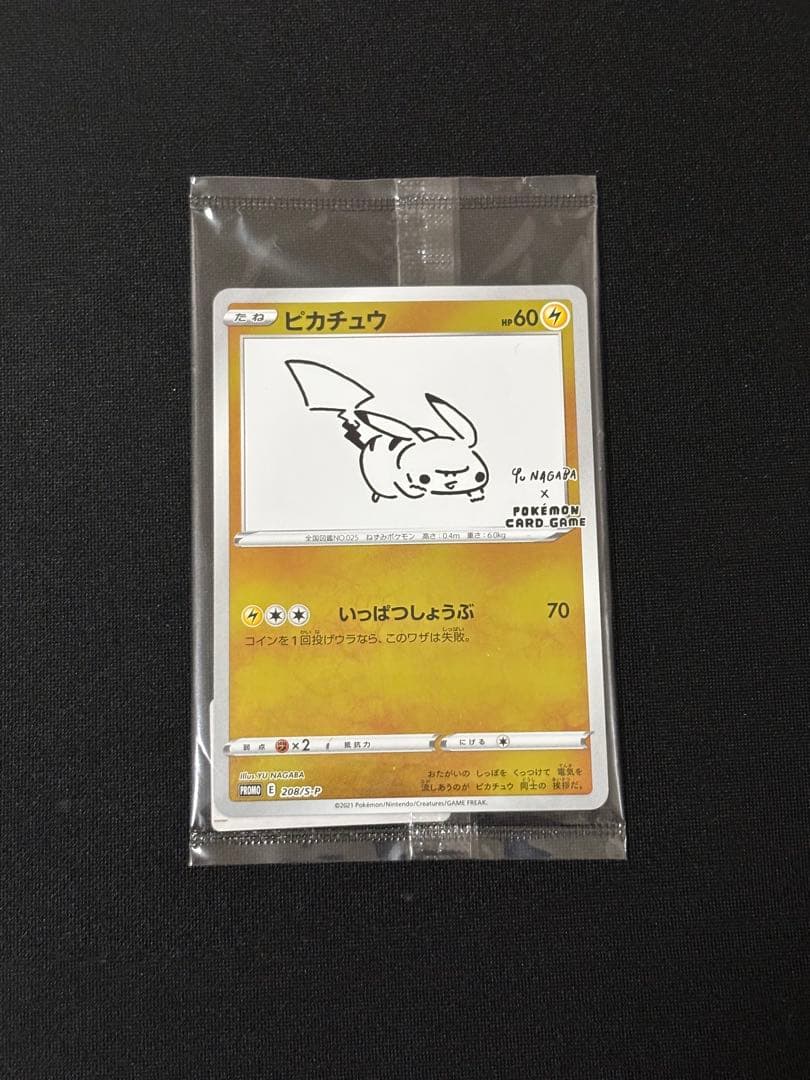 たね ピカチュウ HP60
YU NAGABA
×
POKÉMON
CARD GAME
全国図鑑NO.025 ねずみポケモン 高さ:0.4m 重さ:6.0kg
いっぱつしょうぶ 70
コインを1回投げウラなら、このワザは失敗。
弱点 ×2 抵抗力 にげる
Illus.YU NAGABA
PROMO E 208/S-P
おたがいの しっぽを くっつけて 電気を
流しあうのが ピカチュウ 同士の 挨拶だ。
©2021 Pokémon/Nintendo/Creatures/GAME FREAK.